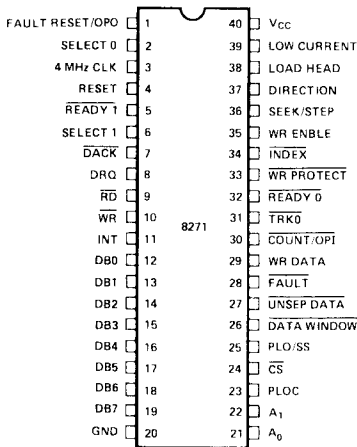 FAULT RESET/OPO 1 40 VCC
SELECT 0 2 39 LOW CURRENT
4 MHz CLK 3 38 LOAD HEAD
RESET 4 37 DIRECTION
READY 1 5 36 SEEK/STEP
SELECT 1 6 35 WR ENBLE
DACK 7 34 INDEX
DRQ 8 33 WR PROTECT
RD 9 32 READY 0
WR 10 31 TRK0
8271
INT 11 30 COUNT/OPI
DB0 12 29 WR DATA
DB1 13 28 FAULT
DB2 14 27 UNSEP DATA
DB3 15 26 DATA WINDOW
DB4 16 25 PLO/SS
DB5 17 24 CS
DB6 18 23 PLOC
DB7 19 22 A1
GND 20 21 A0